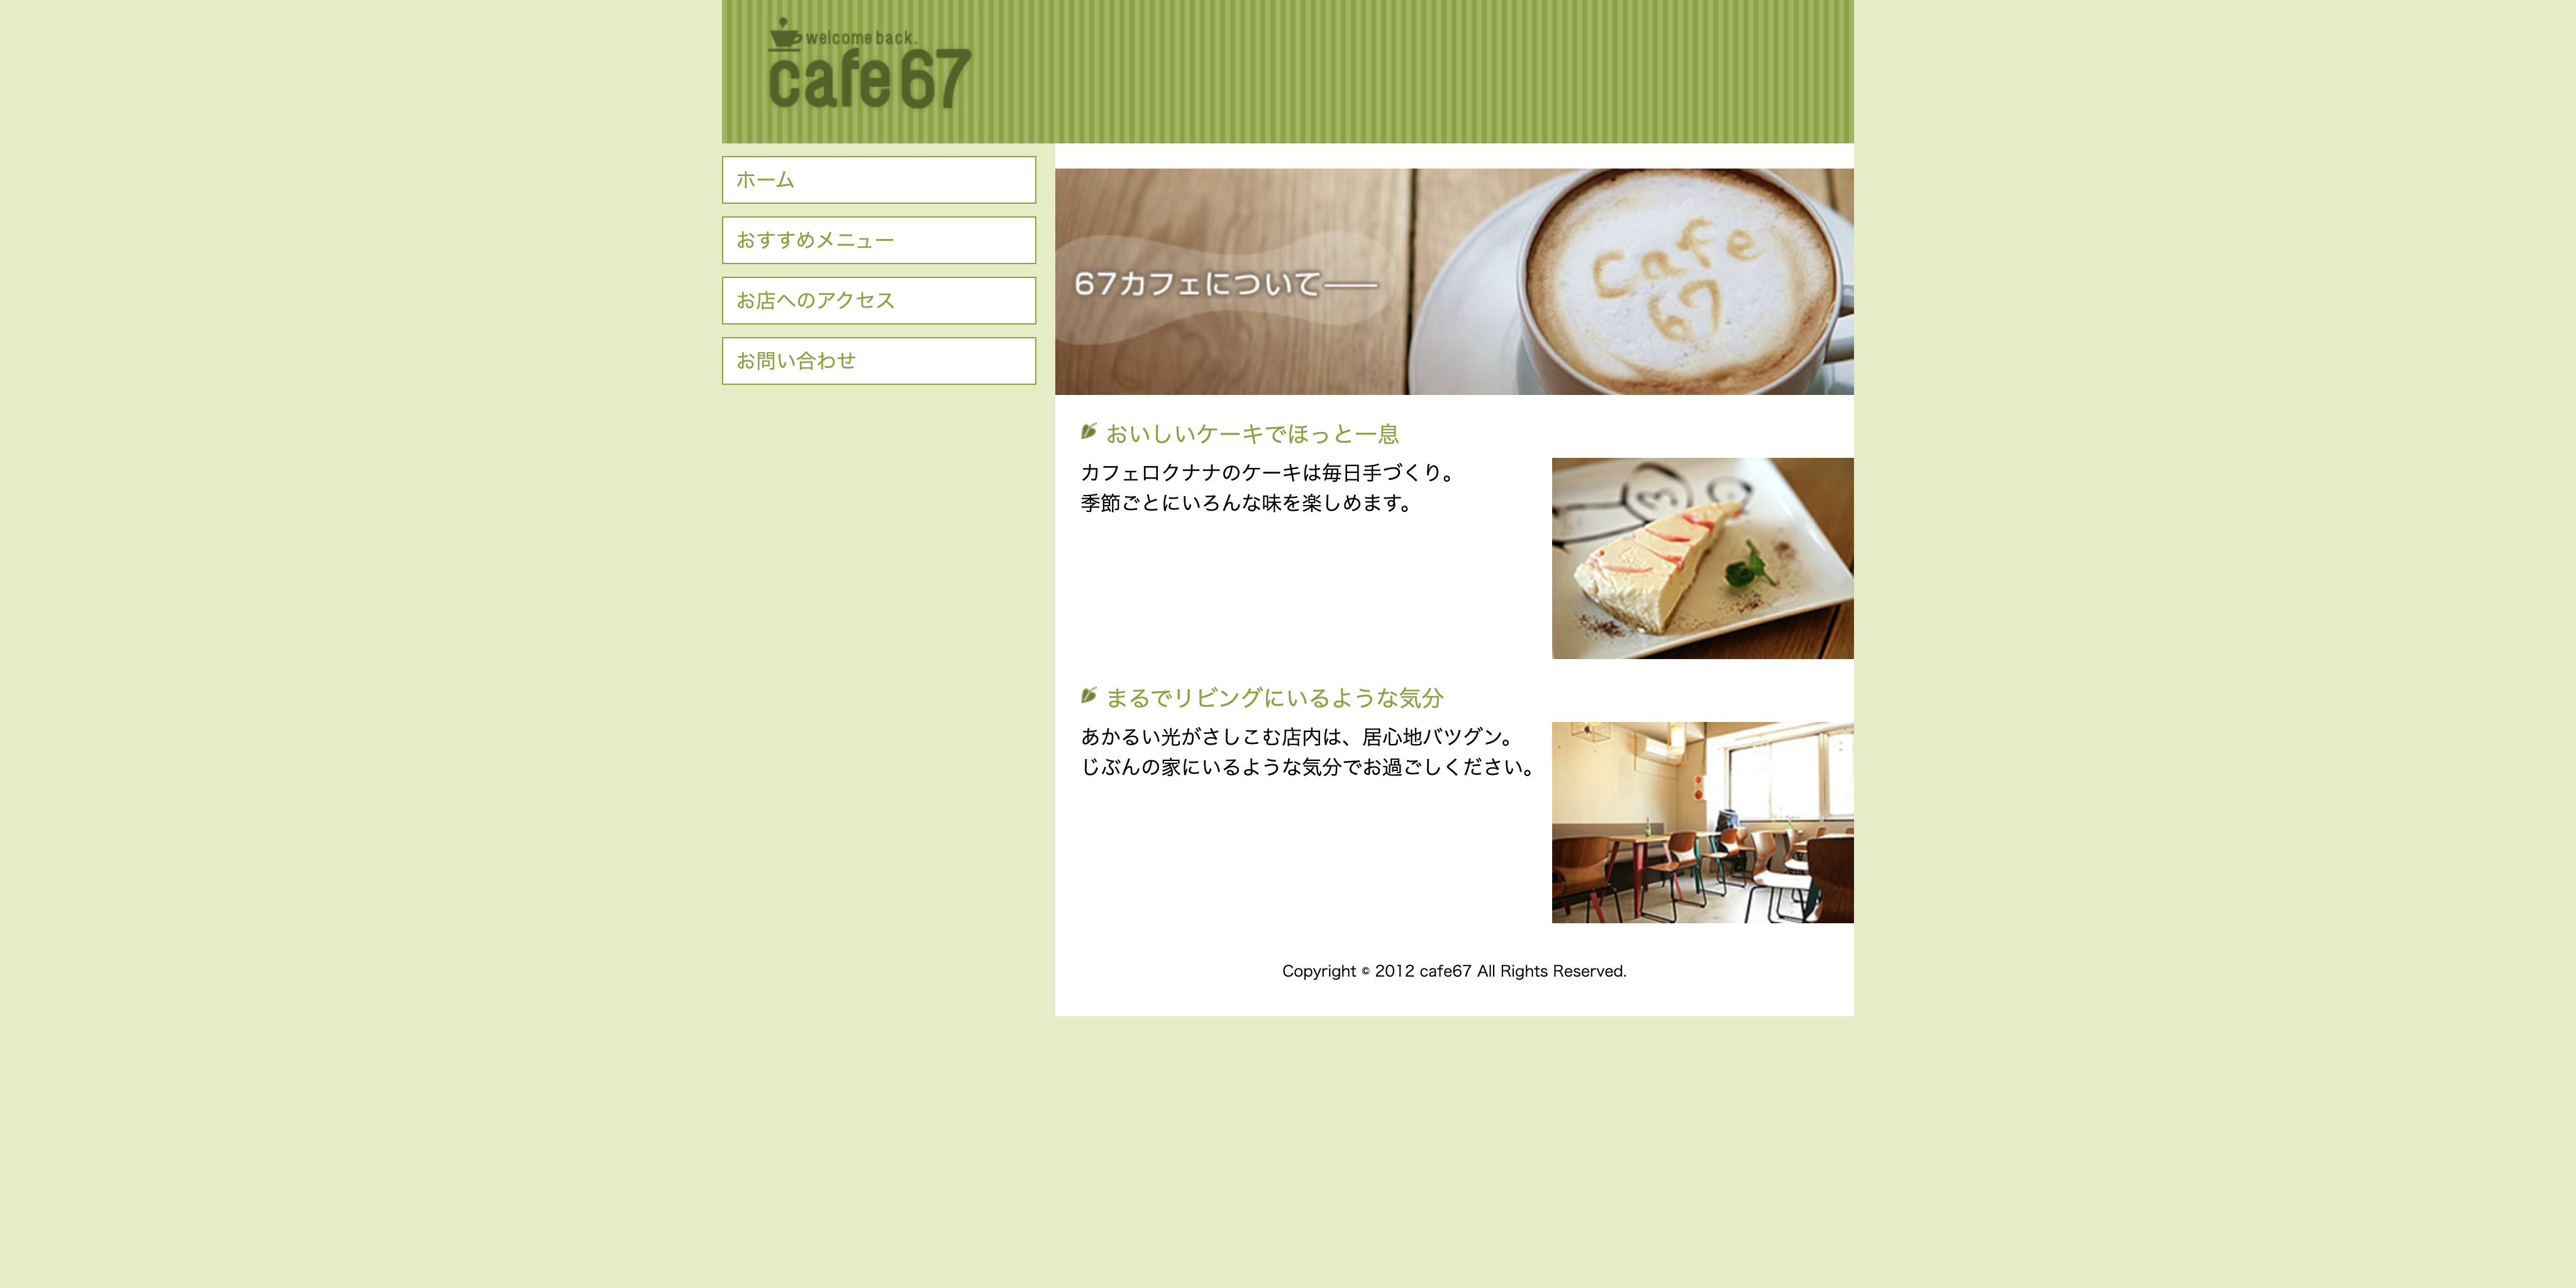 welcome back.
cafe 67
ホーム
おすすめメニュー
お店へのアクセス
お問い合わせ
67カフェについて──
Cafe
67
おいしいケーキでほっと一息
カフェロクナナのケーキは毎日手づくり。
季節ごとにいろんな味を楽しめます。
まるでリビングにいるような気分
あかるい光がさしこむ店内は、居心地バツグン。
じぶんの家にいるような気分でお過ごしください。
Copyright © 2012 cafe67 All Rights Reserved.